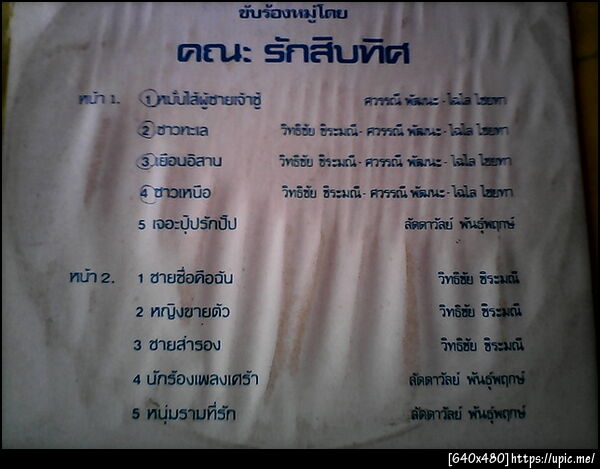 ขับร้องหมู่โดย
คณะ รักสิบทิศ
หน้า 1. 1 หมั่นไส้ผู้ชายเจ้าชู้ ศวรรณี พัฒนะ - ไฉไล ไชยทา
2 ชาวทะเล วิทธิชัย ชิระมณี - ศวรรณี พัฒนะ - ไฉไล ไชยทา
3 เยือนอิสาน วิทธิชัย ชิระมณี - ศวรรณี พัฒนะ - ไฉไล ไชยทา
4 ชาวเหนือ วิทธิชัย ชิระมณี - ศวรรณี พัฒนะ - ไฉไล ไชยทา
5 เจอะปุ๊ปรักปั๊ป ลัดดาวัลย์ พันธุ์พฤกษ์
หน้า 2. 1 ชายชื่อคือฉัน วิทธิชัย ชิระมณี
2 หญิงขายตัว วิทธิชัย ชิระมณี
3 ชายสำรอง วิทธิชัย ชิระมณี
4 นักร้องเพลงเศร้า ลัดดาวัลย์ พันธุ์พฤกษ์
5 หนุ่มรามที่รัก ลัดดาวัลย์ พันธุ์พฤกษ์
[640x480]https://upic.me/